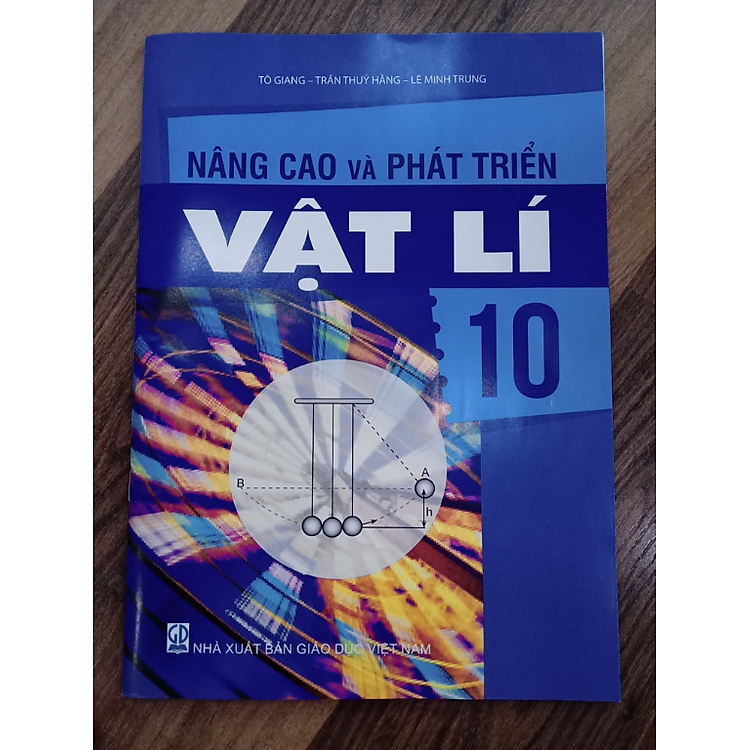 TÔ GIANG – TRẦN THUÝ HẰNG – LÊ MINH TRUNG
NÂNG CAO VÀ PHÁT TRIỂN
VẬT LÍ
10
A
B
h
GD
NHÀ XUẤT BẢN GIÁO DỤC VIỆT NAM